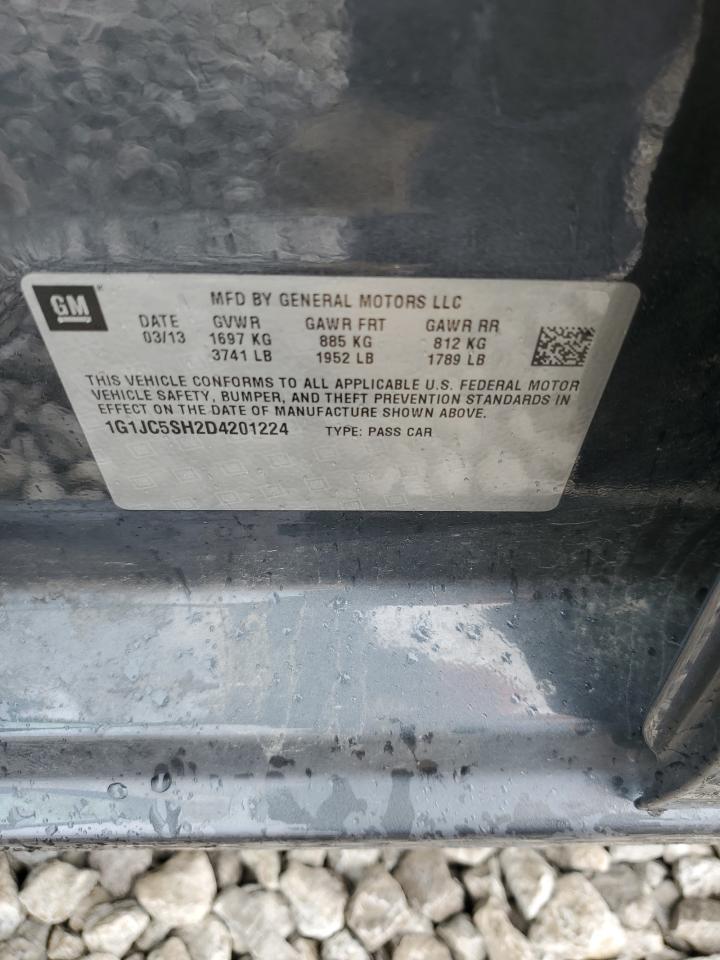 GM
MFD BY GENERAL MOTORS LLC
DATE GVWR GAWR FRT GAWR RR
03/13 1697 KG 885 KG 812 KG
3741 LB 1952 LB 1789 LB
THIS VEHICLE CONFORMS TO ALL APPLICABLE U.S. FEDERAL MOTOR
VEHICLE SAFETY, BUMPER, AND THEFT PREVENTION STANDARDS IN
EFFECT ON THE DATE OF MANUFACTURE SHOWN ABOVE.
1G1JC5SH2D4201224 TYPE: PASS CAR